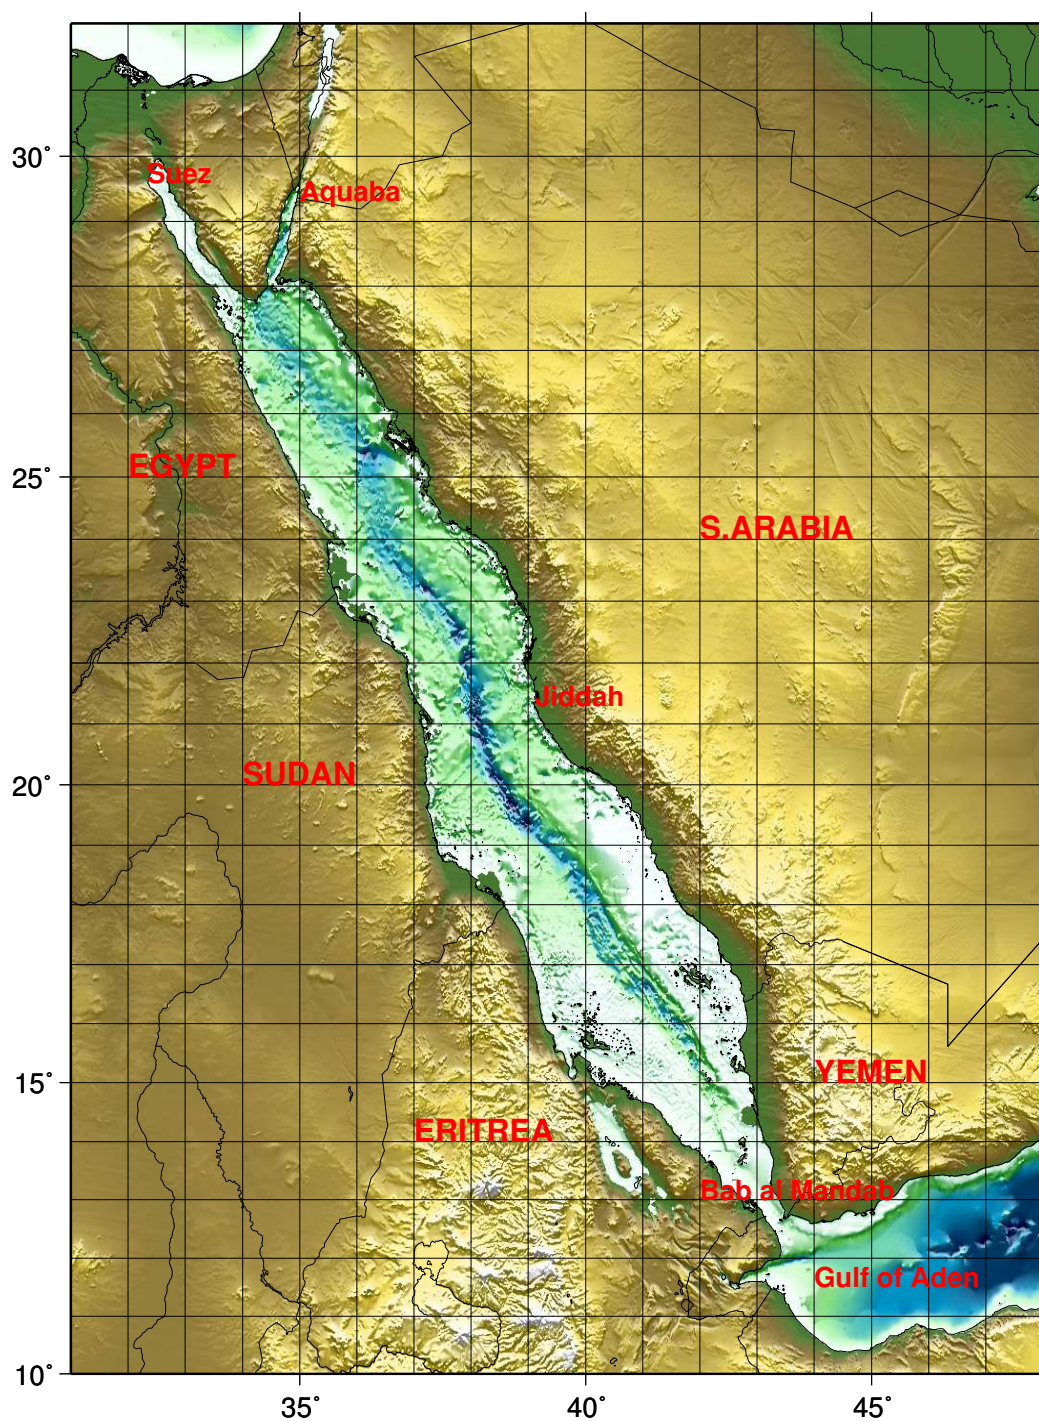 30°
Suez
Aquaba
EGYPT
25°
S.ARABIA
Jiddah
SUDAN
20°
YEMEN
15°
ERITREA
Bab al Mandab
Gulf of Aden
10°
35° 40° 45°